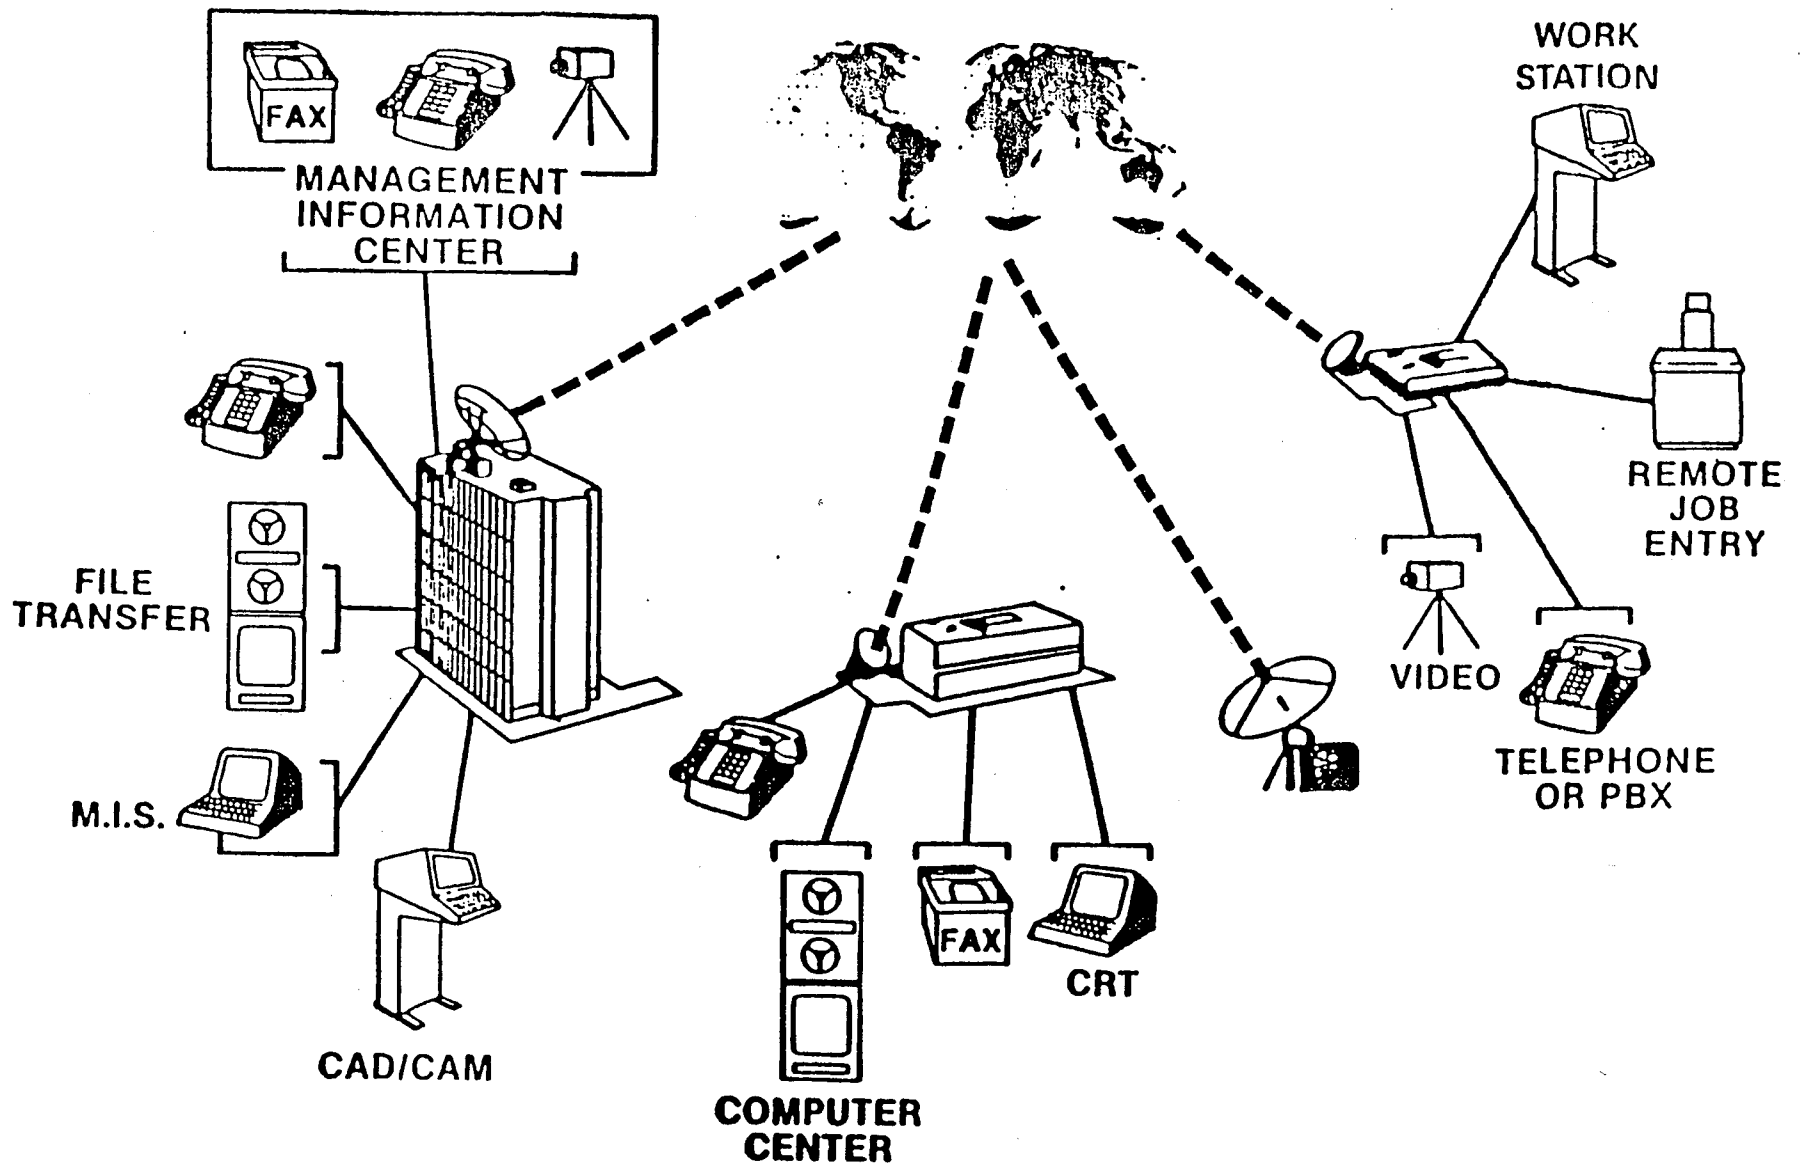 FAX
MANAGEMENT
INFORMATION
CENTER
WORK
STATION
REMOTE
JOB
ENTRY
FILE
TRANSFER
VIDEO
TELEPHONE
OR PBX
M.I.S.
FAX
CRT
CAD/CAM
COMPUTER
CENTER